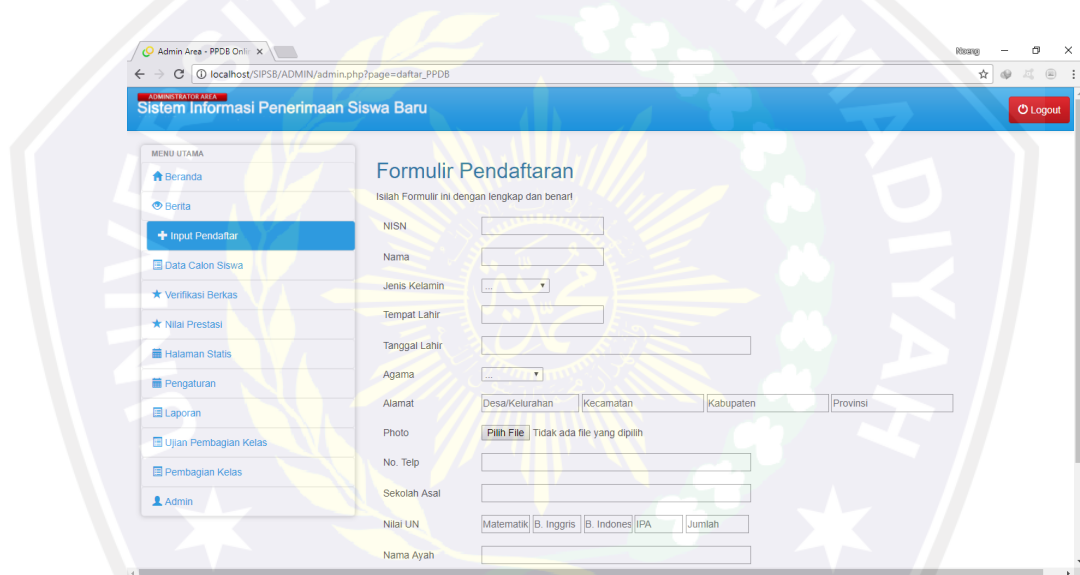 Admin Area - PPDB Onlin
Noeng
localhost/SIPSB/ADMIN/admin.php?page=daftar_PPDB
ADMINISTRATOR AREA
Sistem Informasi Penerimaan Siswa Baru
Logout
MENU UTAMA
Beranda
Berita
Input Pendaftar
Data Calon Siswa
Verifikasi Berkas
Nilai Prestasi
Halaman Statis
Pengaturan
Laporan
Ujian Pembagian Kelas
Pembagian Kelas
Admin
Formulir Pendaftaran
Isilah Formulir ini dengan lengkap dan benar!
NISN
Nama
Jenis Kelamin ...
Tempat Lahir
Tanggal Lahir
Agama ...
Alamat Desa/Kelurahan Kecamatan Kabupaten Provinsi
Photo Pilih File Tidak ada file yang dipilih
No. Telp
Sekolah Asal
Nilai UN Matematik B. Inggris B. Indones IPA Jumlah
Nama Ayah